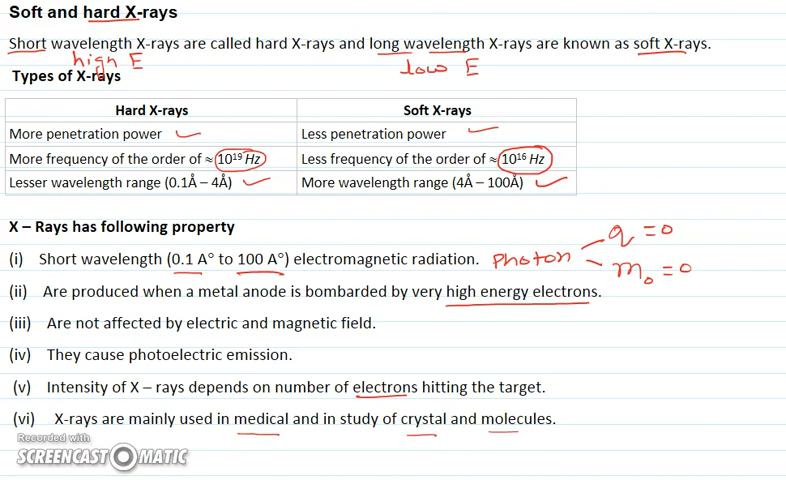 Soft and hard X-rays
Short wavelength X-rays are called hard X-rays and long wavelength X-rays are known as soft X-rays.
high E
low E
Types of X-rays
Hard X-rays
Soft X-rays
More penetration power
Less penetration power
More frequency of the order of ≈ 10¹⁹ Hz
Less frequency of the order of ≈ 10¹⁶ Hz
Lesser wavelength range (0.1Å – 4Å)
More wavelength range (4Å – 100Å)
X – Rays has following property
q = 0
(i) Short wavelength (0.1 A° to 100 A°) electromagnetic radiation. Photon
m₀ = 0
(ii) Are produced when a metal anode is bombarded by very high energy electrons.
(iii) Are not affected by electric and magnetic field.
(iv) They cause photoelectric emission.
(v) Intensity of X – rays depends on number of electrons hitting the target.
(vi) X-rays are mainly used in medical and in study of crystal and molecules.
Recorded with
SCREENCAST O MATIC